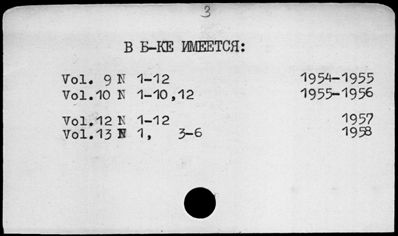 3
В Б-КЕ ИМЕЕТСЯ:
Vol. 9 N 1-12 1954-1955
Vol.10 N 1-10,12 1955-1956
Vol.12 N 1-12 1957
Vol.13 N 1, 3-6 1958